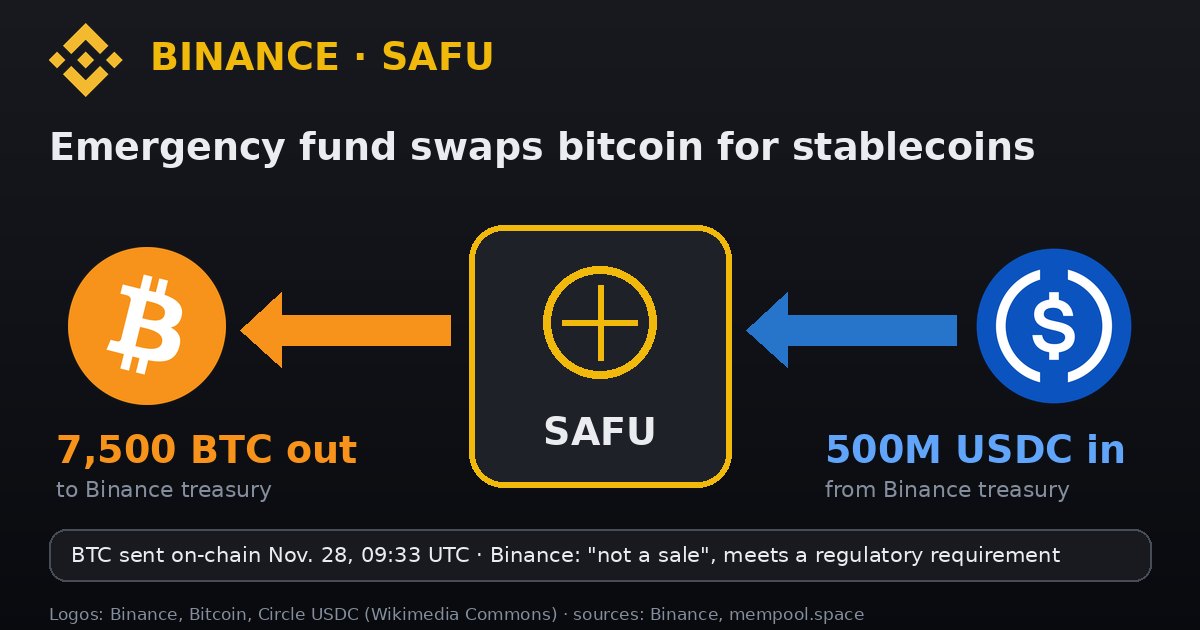 BINANCE · SAFU
Emergency fund swaps bitcoin for stablecoins
SAFU
7,500 BTC out
to Binance treasury
500M USDC in
from Binance treasury
BTC sent on-chain Nov. 28, 09:33 UTC · Binance: "not a sale", meets a regulatory requirement
Logos: Binance, Bitcoin, Circle USDC (Wikimedia Commons) · sources: Binance, mempool.space